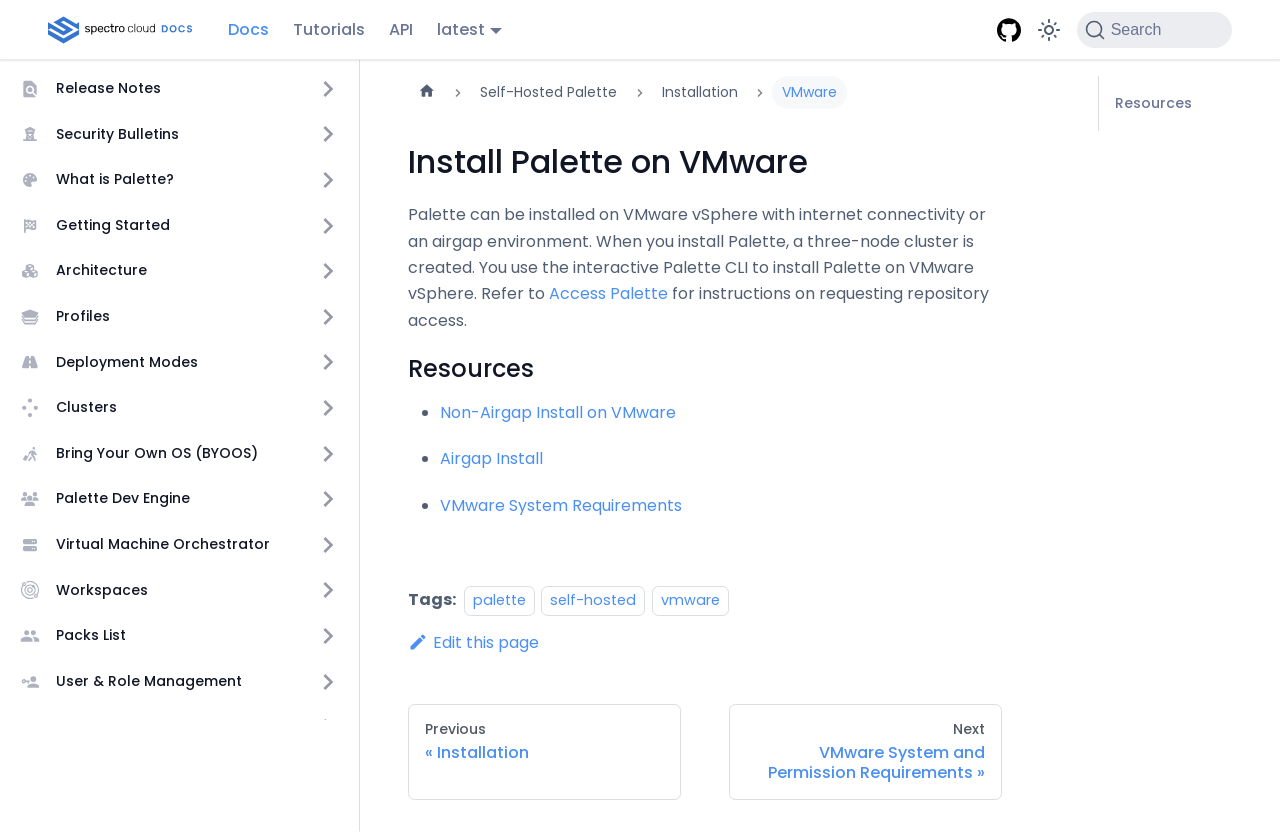 spectro cloud DOCS
Docs
Tutorials
API
latest
Search
Release Notes
Security Bulletins
What is Palette?
Getting Started
Architecture
Profiles
Deployment Modes
Clusters
Bring Your Own OS (BYOOS)
Palette Dev Engine
Virtual Machine Orchestrator
Workspaces
Packs List
User & Role Management
Self-Hosted Palette
Installation
VMware
Install Palette on VMware
Palette can be installed on VMware vSphere with internet connectivity or
an airgap environment. When you install Palette, a three-node cluster is
created. You use the interactive Palette CLI to install Palette on VMware
vSphere. Refer to Access Palette for instructions on requesting repository
access.
Resources
Non-Airgap Install on VMware
Airgap Install
VMware System Requirements
Tags: palette self-hosted vmware
Edit this page
Previous
« Installation
Next
VMware System and
Permission Requirements »
Resources